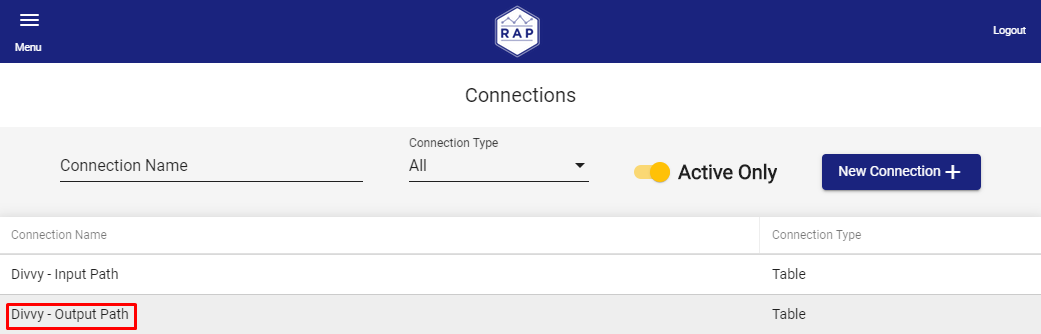 Menu
RAP
Logout
Connections
Connection Name
Connection Type
All
Active Only
New Connection +
Connection Name Connection Type
Divvy - Input Path Table
Divvy - Output Path Table